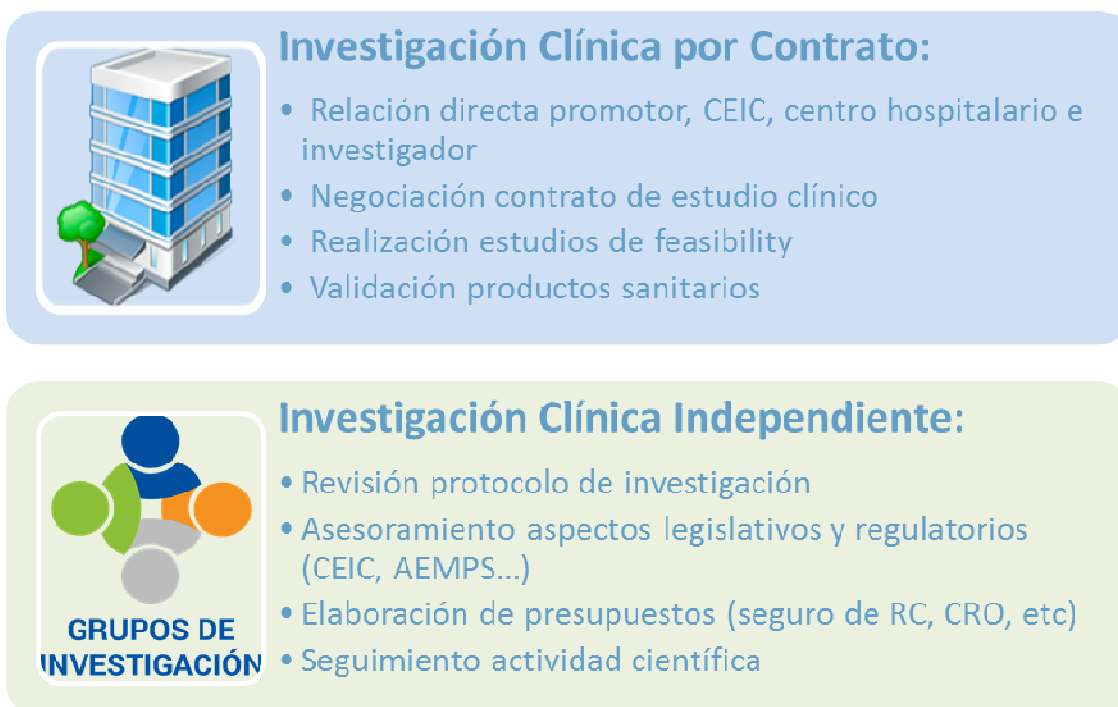 Investigación Clínica por Contrato:
• Relación directa promotor, CEIC, centro hospitalario e
investigador
• Negociación contrato de estudio clínico
• Realización estudios de feasibility
• Validación productos sanitarios
Investigación Clínica Independiente:
• Revisión protocolo de investigación
• Asesoramiento aspectos legislativos y regulatorios
(CEIC, AEMPS...)
• Elaboración de presupuestos (seguro de RC, CRO, etc)
• Seguimiento actividad científica
GRUPOS DE
INVESTIGACIÓN